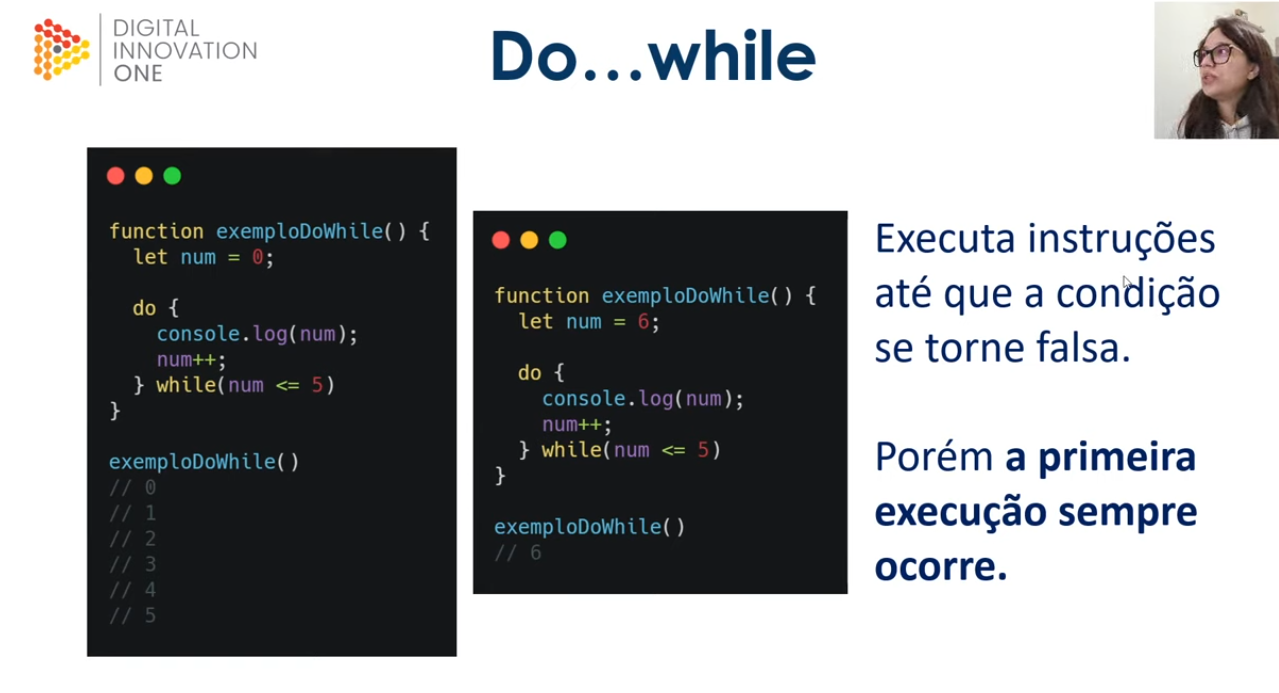 DIGITAL
INNOVATION
ONE
Do...while
function exemploDoWhile() {
let num = 0;
do {
console.log(num);
num++;
} while(num <= 5)
}
exemploDoWhile()
// 0
// 1
// 2
// 3
// 4
// 5
function exemploDoWhile() {
let num = 6;
do {
console.log(num);
num++;
} while(num <= 5)
}
exemploDoWhile()
// 6
Executa instruções
até que a condição
se torne falsa.
Porém a primeira
execução sempre
ocorre.